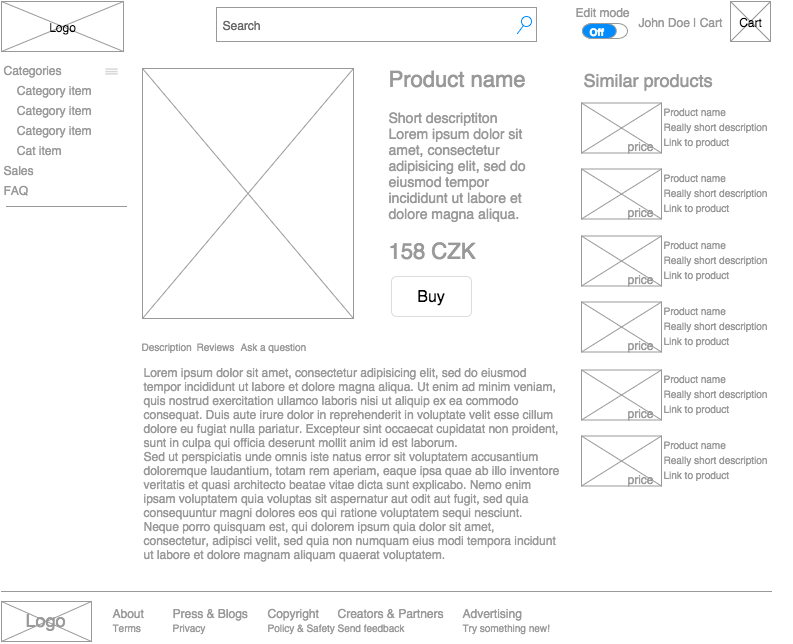 Logo
Search
Edit mode
Off
John Doe | Cart
Cart
Categories
Category item
Category item
Category item
Cat item
Sales
FAQ
Product name
Short descriptiton
Lorem ipsum dolor sit
amet, consectetur
adipisicing elit, sed do
eiusmod tempor
incididunt ut labore et
dolore magna aliqua.
158 CZK
Buy
Similar products
price
Product name
Really short description
Link to product
price
Product name
Really short description
Link to product
price
Product name
Really short description
Link to product
price
Product name
Really short description
Link to product
price
Product name
Really short description
Link to product
price
Product name
Really short description
Link to product
Description Reviews Ask a question
Lorem ipsum dolor sit amet, consectetur adipisicing elit, sed do eiusmod
tempor incididunt ut labore et dolore magna aliqua. Ut enim ad minim veniam,
quis nostrud exercitation ullamco laboris nisi ut aliquip ex ea commodo
consequat. Duis aute irure dolor in reprehenderit in voluptate velit esse cillum
dolore eu fugiat nulla pariatur. Excepteur sint occaecat cupidatat non proident,
sunt in culpa qui officia deserunt mollit anim id est laborum.
Sed ut perspiciatis unde omnis iste natus error sit voluptatem accusantium
doloremque laudantium, totam rem aperiam, eaque ipsa quae ab illo inventore
veritatis et quasi architecto beatae vitae dicta sunt explicabo. Nemo enim
ipsam voluptatem quia voluptas sit aspernatur aut odit aut fugit, sed quia
consequuntur magni dolores eos qui ratione voluptatem sequi nesciunt.
Neque porro quisquam est, qui dolorem ipsum quia dolor sit amet,
consectetur, adipisci velit, sed quia non numquam eius modi tempora incidunt
ut labore et dolore magnam aliquam quaerat voluptatem.
Logo
About Press & Blogs Copyright Creators & Partners Advertising
Terms Privacy Policy & Safety Send feedback Try something new!